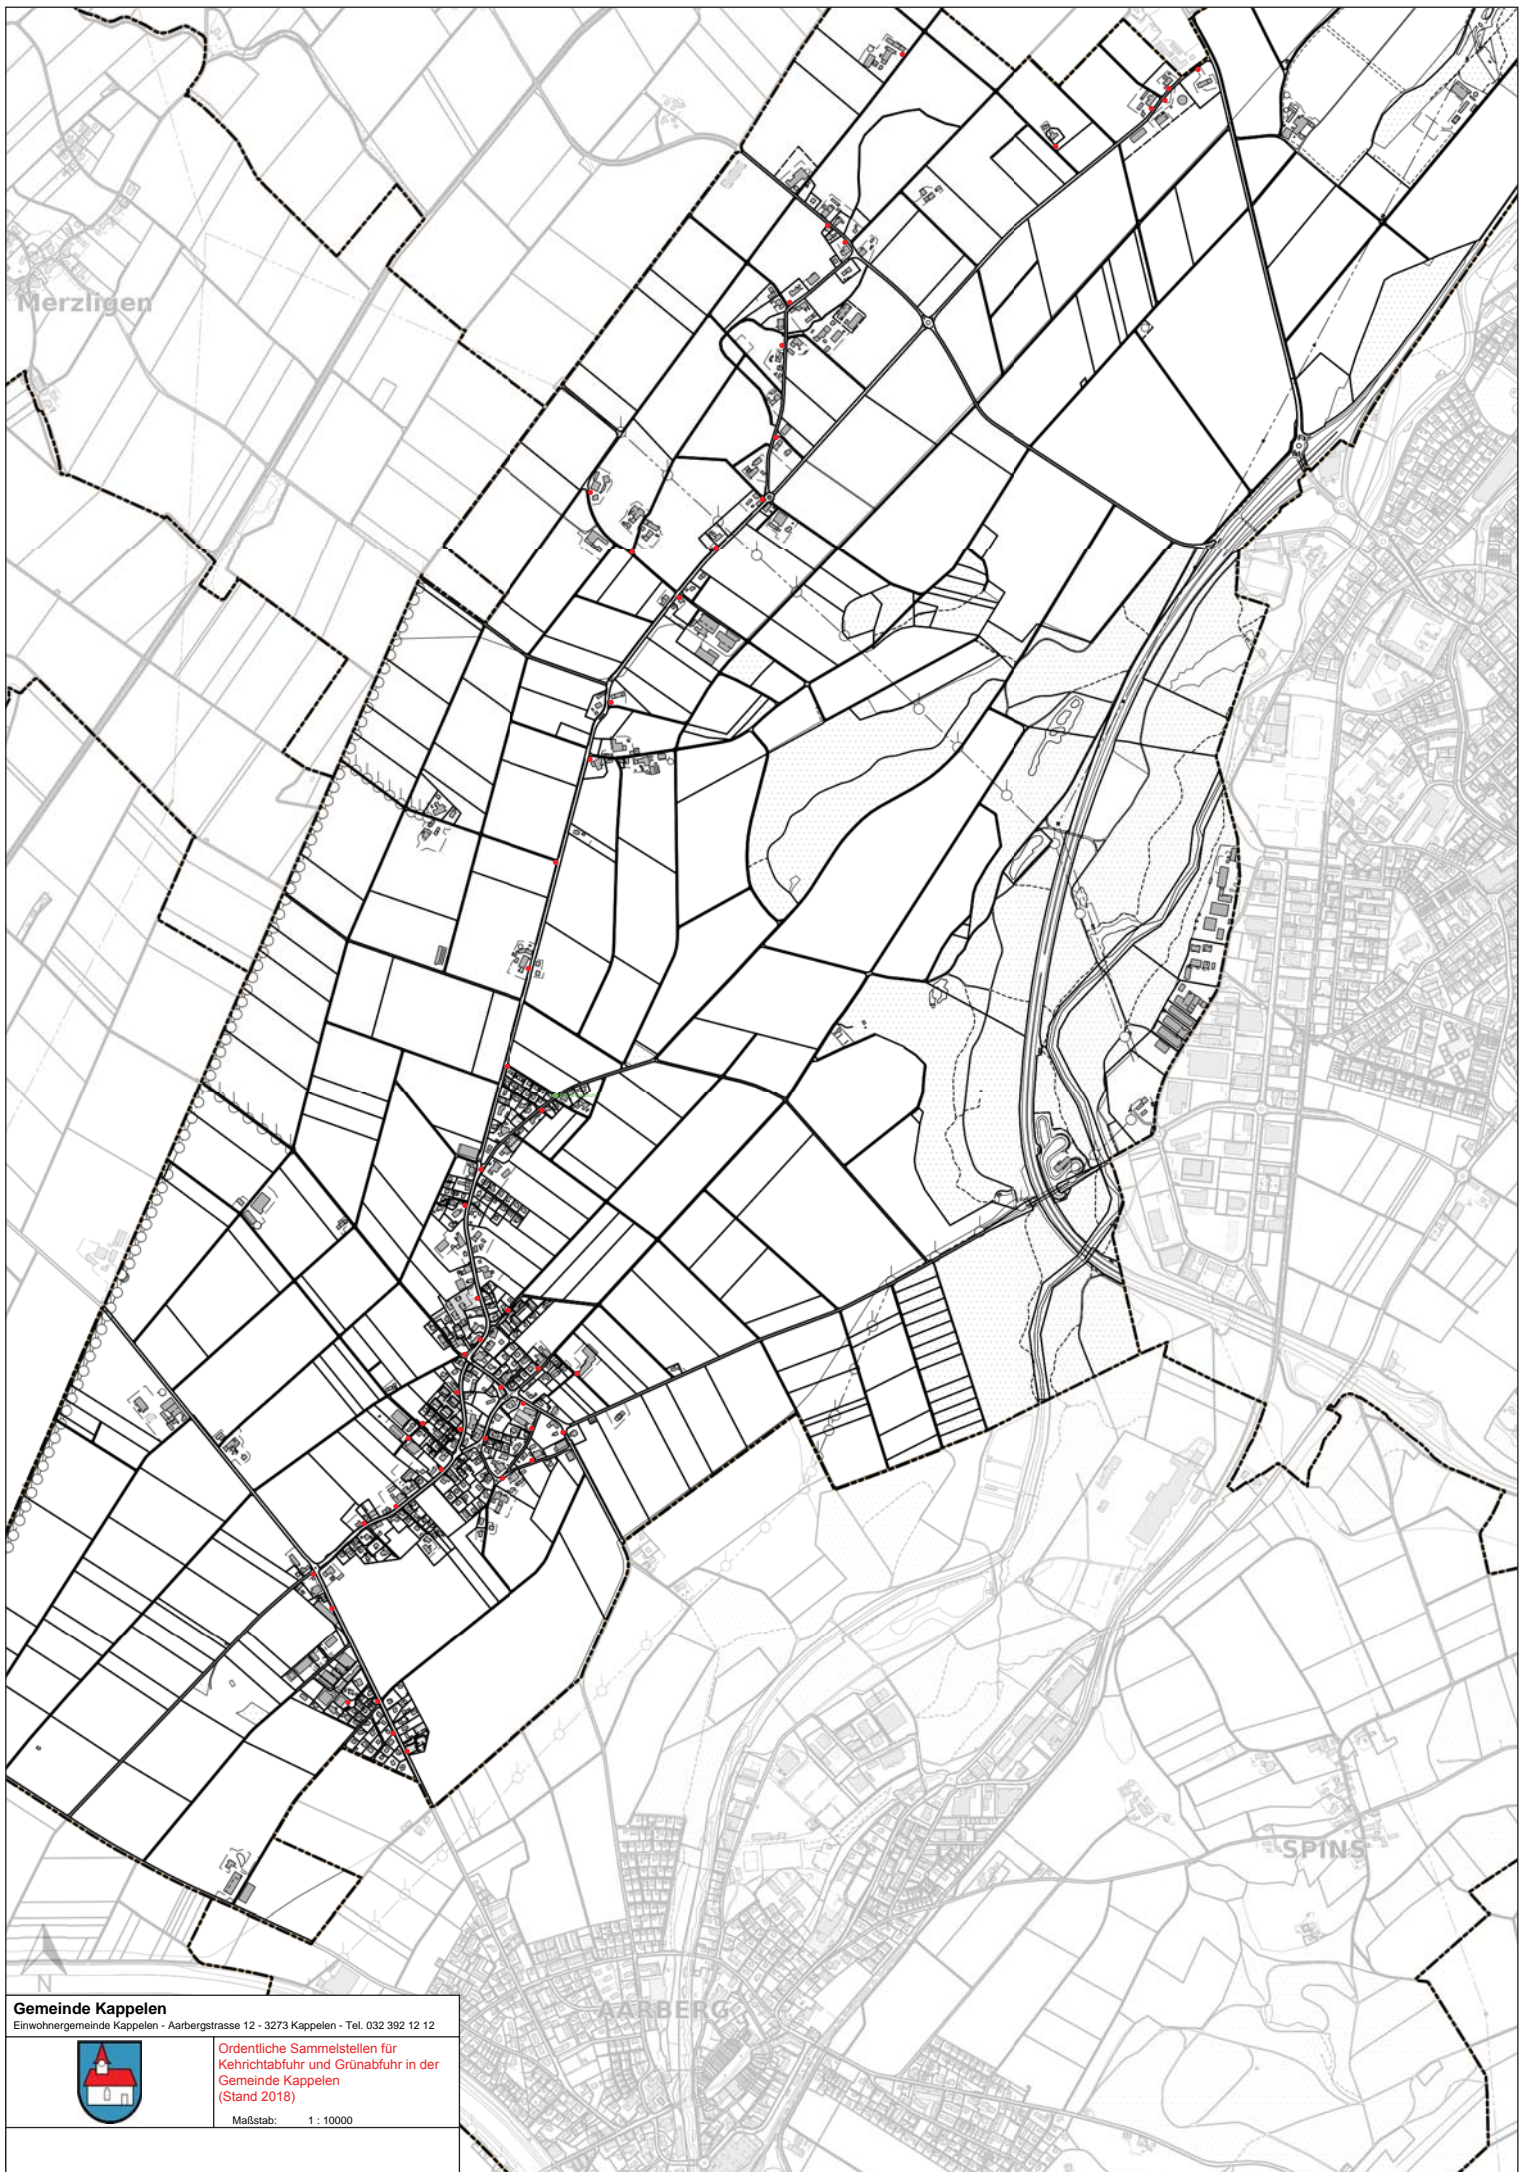 Merzligen
SPINS
AARBERG
N
Gemeinde Kappelen
Einwohnergemeinde Kappelen - Aarbergstrasse 12 - 3273 Kappelen - Tel. 032 392 12 12
Ordentliche Sammelstellen für
Kehrichtabfuhr und Grünabfuhr in der
Gemeinde Kappelen
(Stand 2018)
Maßstab: 1 : 10000